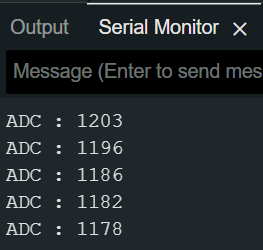 Output Serial Monitor
Message (Enter to send mes
ADC : 1203
ADC : 1196
ADC : 1186
ADC : 1182
ADC : 1178